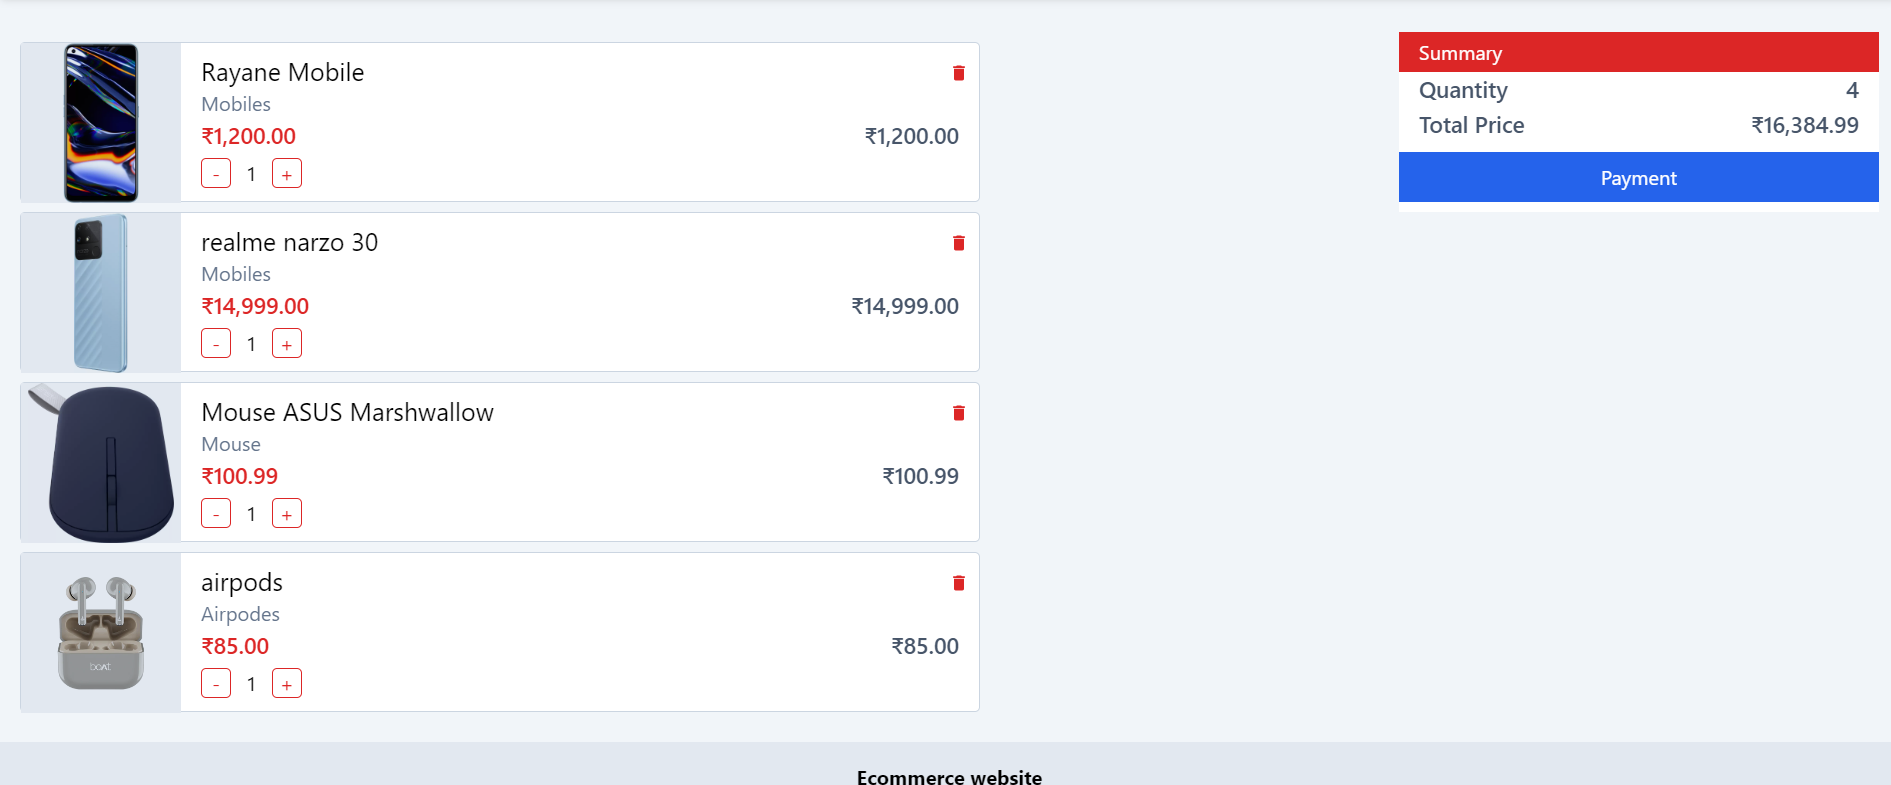 Rayane Mobile
Mobiles
₹1,200.00 ₹1,200.00
- 1 +
realme narzo 30
Mobiles
₹14,999.00 ₹14,999.00
- 1 +
Mouse ASUS Marshwallow
Mouse
₹100.99 ₹100.99
- 1 +
boAt
airpods
Airpodes
₹85.00 ₹85.00
- 1 +
Summary
Quantity 4
Total Price ₹16,384.99
Payment
Ecommerce website